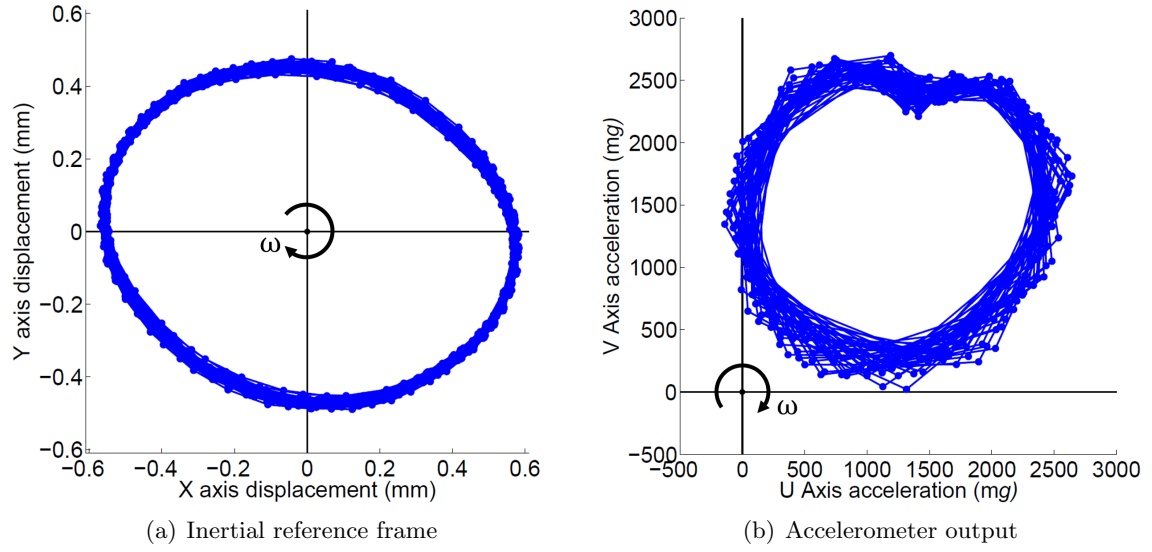 0.6
0.4
0.2
0
−0.2
−0.4
−0.6
Y axis displacement (mm)
ω
−0.6 −0.4 −0.2 0 0.2 0.4 0.6
X axis displacement (mm)
(a) Inertial reference frame
3000
2500
2000
1500
1000
500
0
−500
V Axis acceleration (mg)
ω
−500 0 500 1000 1500 2000 2500 3000
U Axis acceleration (mg)
(b) Accelerometer output